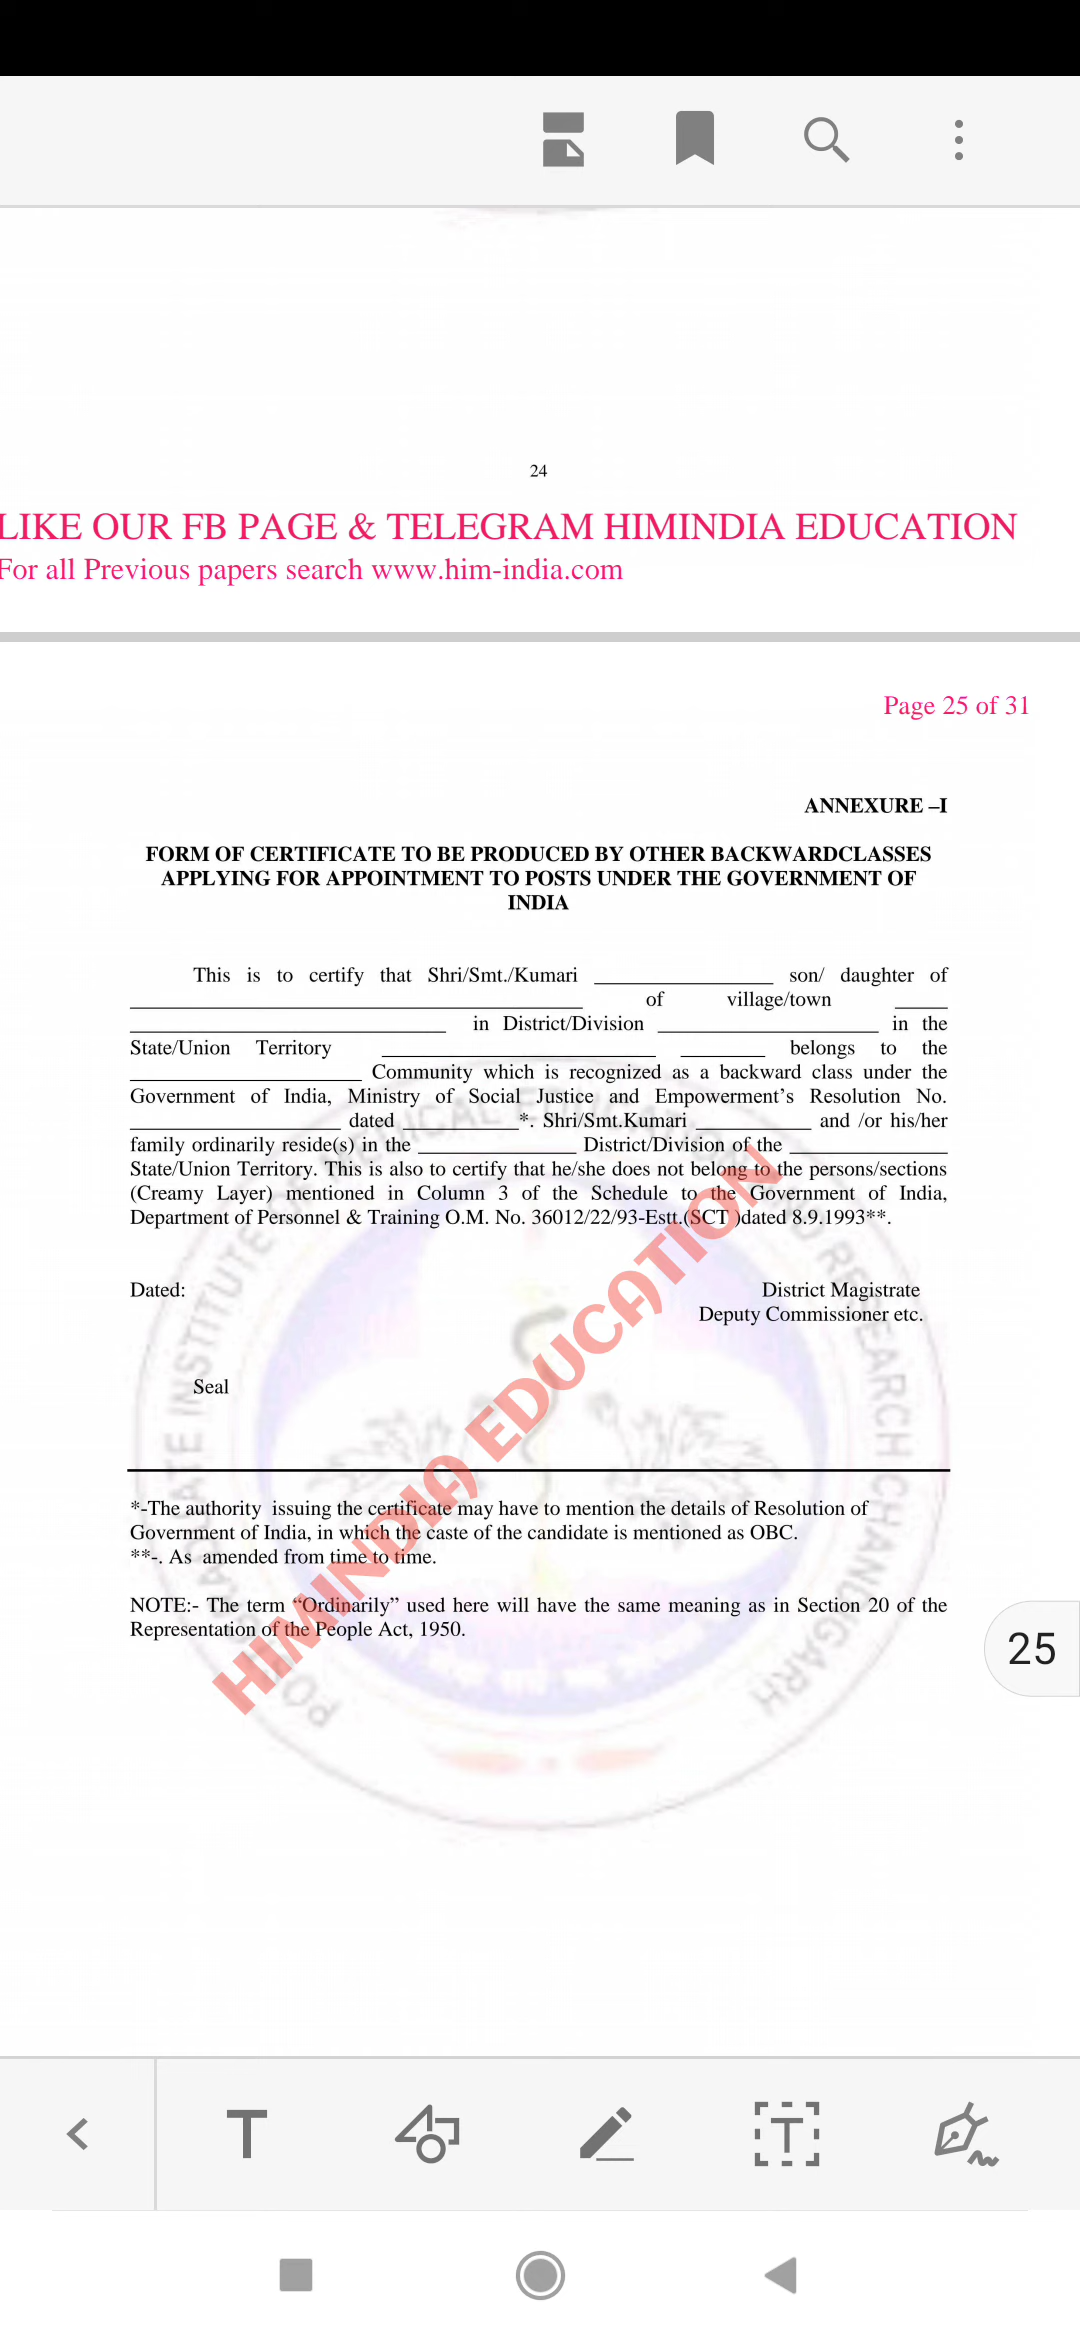 24
LIKE OUR FB PAGE & TELEGRAM HIMINDIA EDUCATION
For all Previous papers search www.him-india.com
Page 25 of 31
ANNEXURE –I
FORM OF CERTIFICATE TO BE PRODUCED BY OTHER BACKWARDCLASSES
APPLYING FOR APPOINTMENT TO POSTS UNDER THE GOVERNMENT OF
INDIA
This is to certify that Shri/Smt./Kumari _________________ son/ daughter of
___________________________________________ of village/town _____
______________________________ in District/Division _____________________ in the
State/Union Territory __________________________ ________ belongs to the
______________________ Community which is recognized as a backward class under the
Government of India, Ministry of Social Justice and Empowerment’s Resolution No.
____________________ dated ___________*. Shri/Smt.Kumari ___________ and /or his/her
family ordinarily reside(s) in the _______________ District/Division of the _______________
State/Union Territory. This is also to certify that he/she does not belong to the persons/sections
(Creamy Layer) mentioned in Column 3 of the Schedule to the Government of India,
Department of Personnel & Training O.M. No. 36012/22/93-Estt.(SCT )dated 8.9.1993**.
Dated: District Magistrate
Deputy Commissioner etc.
Seal
*-The authority issuing the certificate may have to mention the details of Resolution of
Government of India, in which the caste of the candidate is mentioned as OBC.
**-. As amended from time to time.
NOTE:- The term “Ordinarily” used here will have the same meaning as in Section 20 of the
Representation of the People Act, 1950.
25
HIMINDIA EDUCATION
T
T